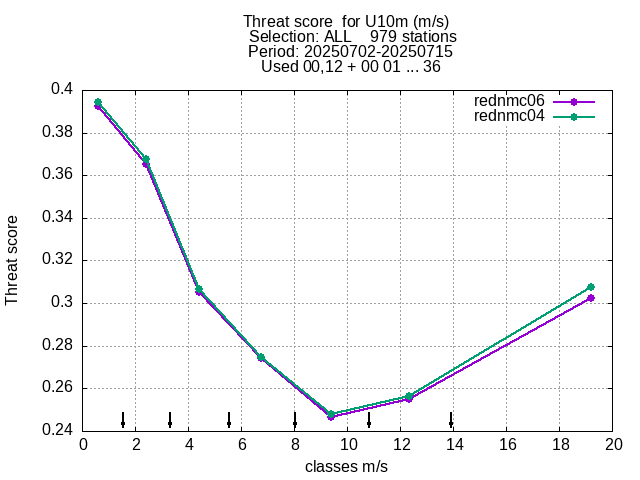 Threat score  for U10m (m/s)
Selection: ALL    979 stations
Period: 20250702-20250715
Used 00,12 + 00 01 ... 36
rednmc06
rednmc04
0.4
0.38
0.36
0.34
0.32
0.3
0.28
0.26
0.24
Threat score
0 2 4 6 8 10 12 14 16 18 20
classes m/s